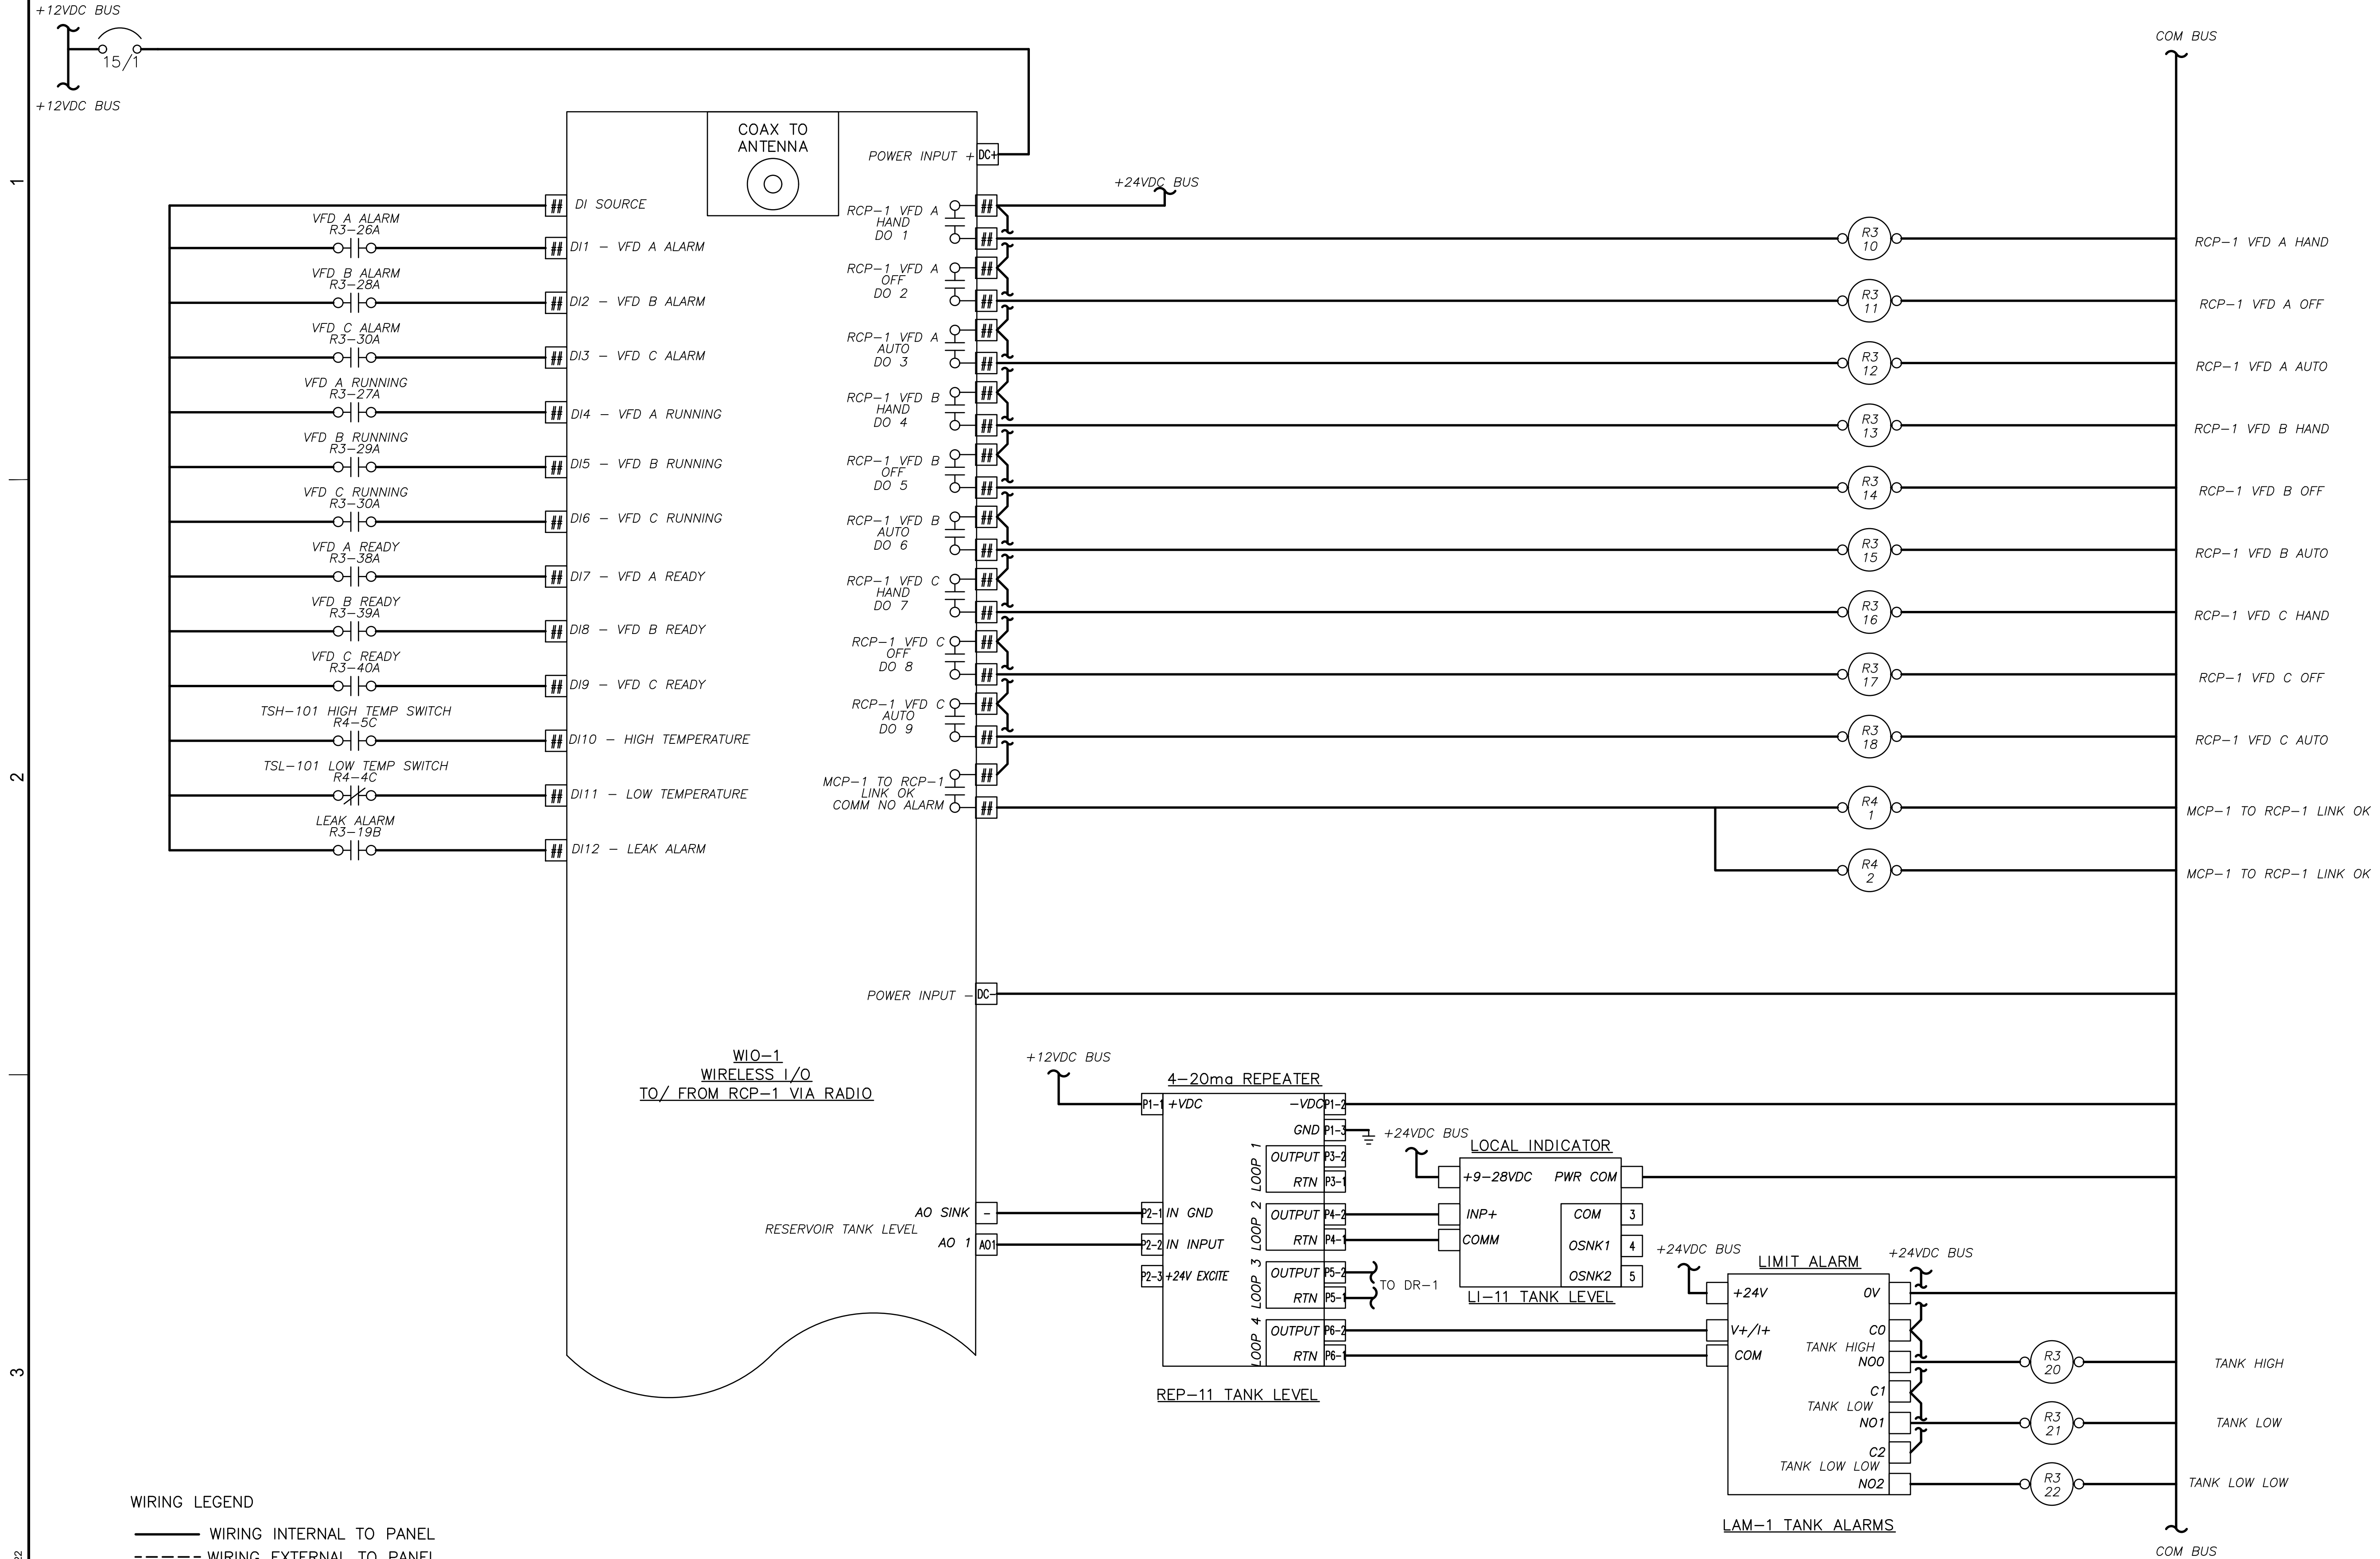 +12VDC BUS
15/1
+12VDC BUS
COM BUS
1
2
3
22
COAX TO
ANTENNA
POWER INPUT +
DC+
+24VDC BUS
## DI SOURCE
VFD A ALARM
R3-26A
## DI1 - VFD A ALARM
VFD B ALARM
R3-28A
## DI2 - VFD B ALARM
VFD C ALARM
R3-30A
## DI3 - VFD C ALARM
VFD A RUNNING
R3-27A
## DI4 - VFD A RUNNING
VFD B RUNNING
R3-29A
## DI5 - VFD B RUNNING
VFD C RUNNING
R3-30A
## DI6 - VFD C RUNNING
VFD A READY
R3-38A
## DI7 - VFD A READY
VFD B READY
R3-39A
## DI8 - VFD B READY
VFD C READY
R3-40A
## DI9 - VFD C READY
TSH-101 HIGH TEMP SWITCH
R4-5C
## DI10 - HIGH TEMPERATURE
TSL-101 LOW TEMP SWITCH
R4-4C
## DI11 - LOW TEMPERATURE
LEAK ALARM
R3-19B
## DI12 - LEAK ALARM
RCP-1 VFD A
HAND
DO 1
##
##
R3
10
RCP-1 VFD A HAND
RCP-1 VFD A
OFF
DO 2
##
##
R3
11
RCP-1 VFD A OFF
RCP-1 VFD A
AUTO
DO 3
##
##
R3
12
RCP-1 VFD A AUTO
RCP-1 VFD B
HAND
DO 4
##
##
R3
13
RCP-1 VFD B HAND
RCP-1 VFD B
OFF
DO 5
##
##
R3
14
RCP-1 VFD B OFF
RCP-1 VFD B
AUTO
DO 6
##
##
R3
15
RCP-1 VFD B AUTO
RCP-1 VFD C
HAND
DO 7
##
##
R3
16
RCP-1 VFD C HAND
RCP-1 VFD C
OFF
DO 8
##
##
R3
17
RCP-1 VFD C OFF
RCP-1 VFD C
AUTO
DO 9
##
##
R3
18
RCP-1 VFD C AUTO
MCP-1 TO RCP-1
LINK OK
COMM NO ALARM
##
##
R4
1
MCP-1 TO RCP-1 LINK OK
R4
2
MCP-1 TO RCP-1 LINK OK
POWER INPUT -
DC-
WIO-1
WIRELESS I/O
TO/ FROM RCP-1 VIA RADIO
AO SINK -
RESERVOIR TANK LEVEL
AO 1 AO1
+12VDC BUS
4-20ma REPEATER
P1-1 +VDC
-VDC P1-2
GND P1-3
LOOP 1
OUTPUT P3-2
RTN P3-1
P2-1 IN GND
LOOP 2
OUTPUT P4-2
RTN P4-1
P2-2 IN INPUT
P2-3 +24V EXCITE
LOOP 3
OUTPUT P5-2
RTN P5-1
TO DR-1
LOOP 4
OUTPUT P6-2
RTN P6-1
REP-11 TANK LEVEL
+24VDC BUS
LOCAL INDICATOR
+9-28VDC
PWR COM
INP+
COMM
COM 3
OSNK1 4
OSNK2 5
LI-11 TANK LEVEL
+24VDC BUS
LIMIT ALARM
+24VDC BUS
+24V
0V
V+/I+
C0
COM
TANK HIGH
NO0
R3
20
TANK HIGH
C1
TANK LOW
NO1
R3
21
TANK LOW
C2
TANK LOW LOW
NO2
R3
22
TANK LOW LOW
LAM-1 TANK ALARMS
COM BUS
WIRING LEGEND
WIRING INTERNAL TO PANEL
WIRING EXTERNAL TO PANEL